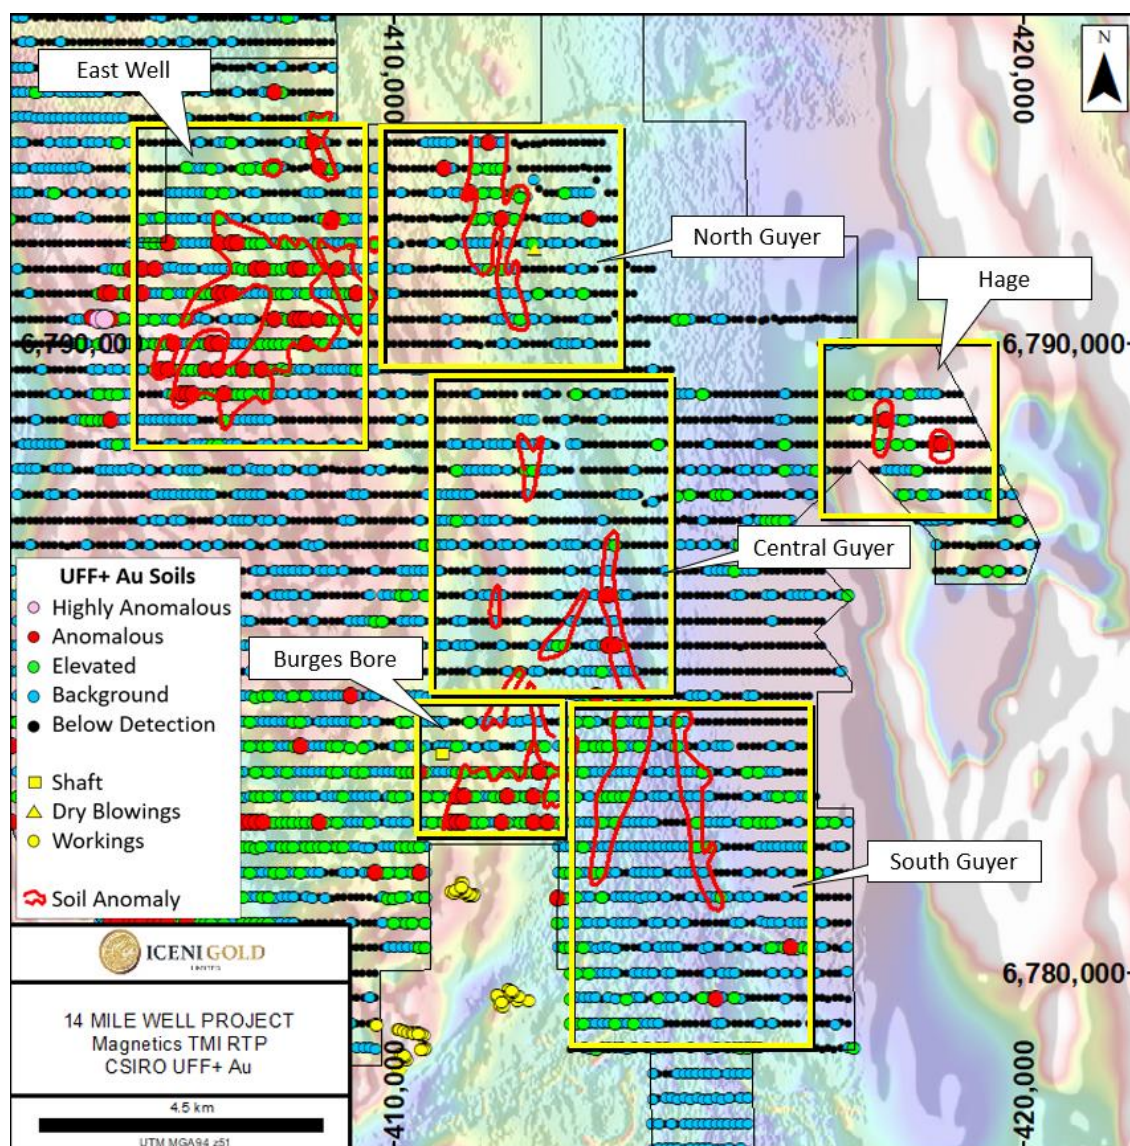 410,000
420,000
N
East Well
North Guyer
Hage
6,790,00
6,790,000
Central Guyer
UFF+ Au Soils
Highly Anomalous
Anomalous
Elevated
Background
Below Detection
Shaft
Dry Blowings
Workings
Soil Anomaly
Burges Bore
South Guyer
ICENIGOLD
LIMITED
6,780,000
14 MILE WELL PROJECT
Magnetics TMI RTP
CSIRO UFF+ Au
4.5 km
UTM MGA94 z51
410,000
420,000